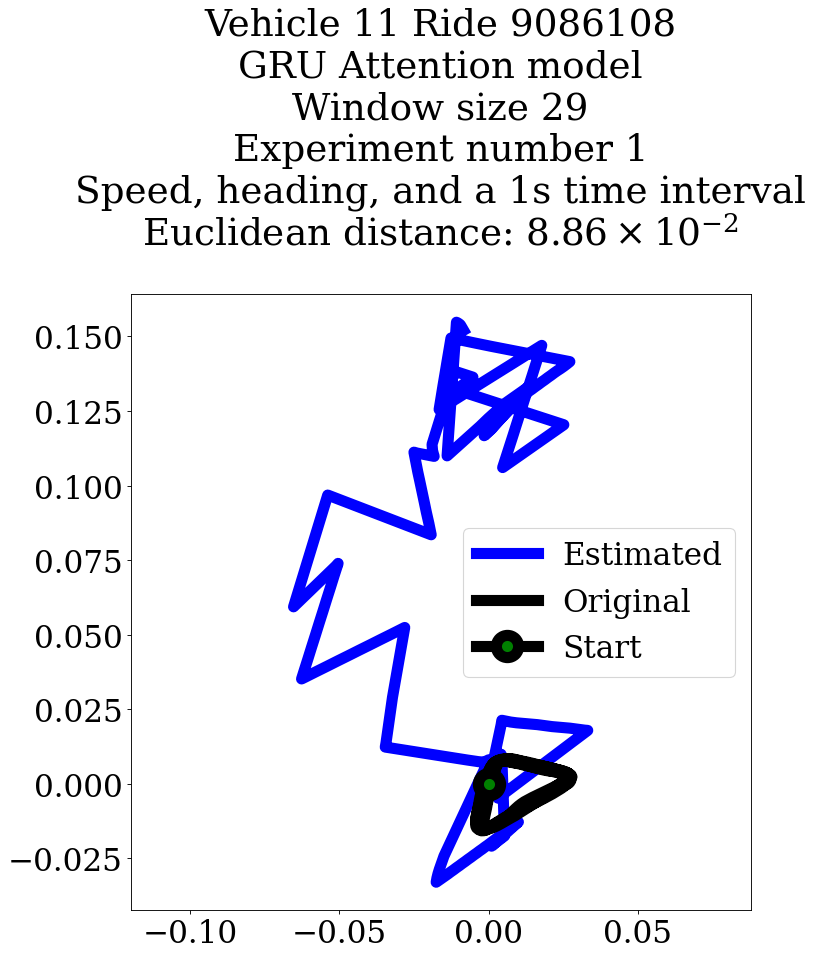 Vehicle 11 Ride 9086108
GRU Attention model
Window size 29
Experiment number 1
Speed, heading, and a 1s time interval
Euclidean distance: 8.86 × 10⁻²
0.150
0.125
0.100
0.075
0.050
0.025
0.000
−0.025
Estimated
Original
Start
−0.10
−0.05
0.00
0.05